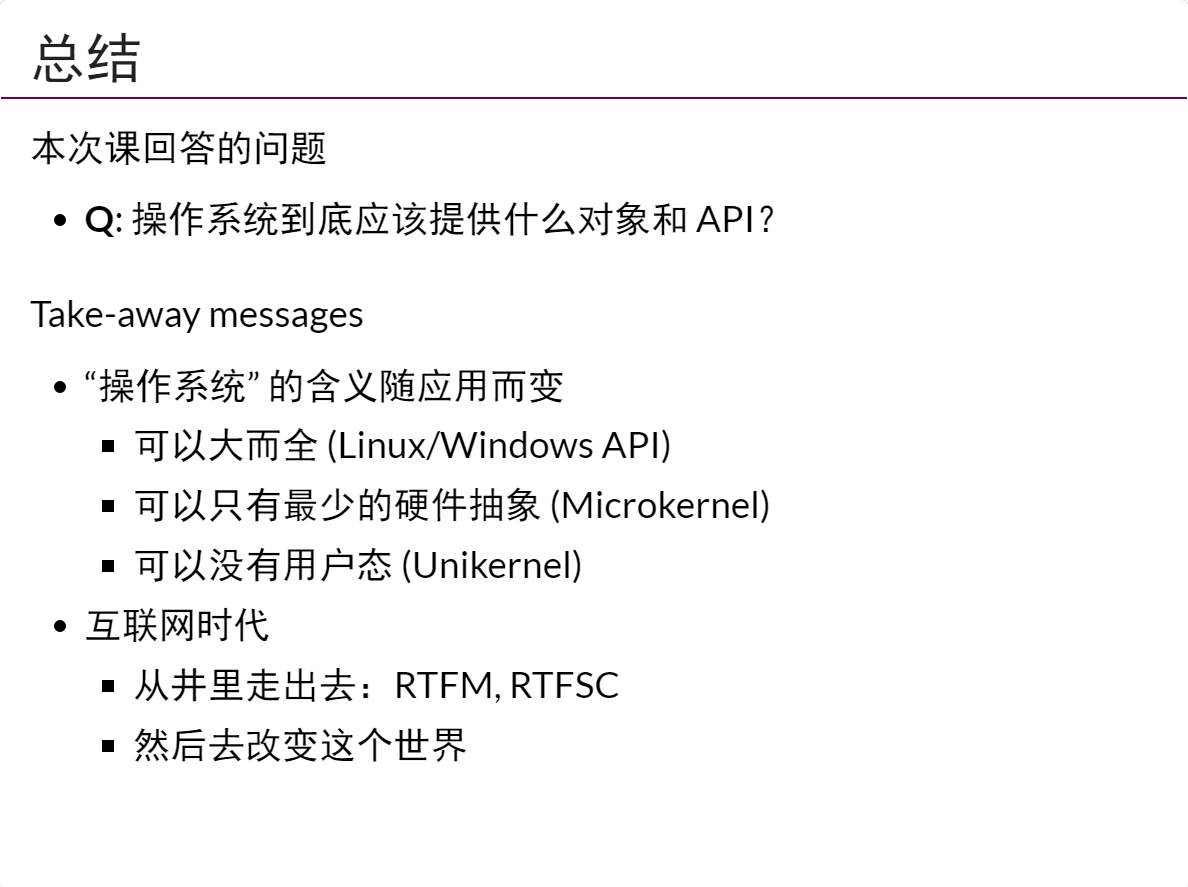 总结
本次课回答的问题
• Q: 操作系统到底应该提供什么对象和 API？
Take-away messages
• “操作系统” 的含义随应用而变
▪ 可以大而全 (Linux/Windows API)
▪ 可以只有最少的硬件抽象 (Microkernel)
▪ 可以没有用户态 (Unikernel)
• 互联网时代
▪ 从井里走出去：RTFM, RTFSC
▪ 然后去改变这个世界